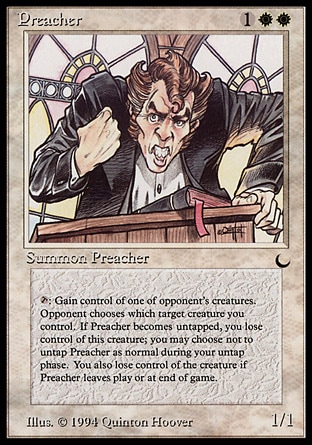 Preacher 1
Summon Preacher
: Gain control of one of opponent's creatures.
Opponent chooses which target creature you
control. If Preacher becomes untapped, you lose
control of this creature; you may choose not to
untap Preacher as normal during your untap
phase. You also lose control of the creature if
Preacher leaves play or at end of game.
Illus. © 1994 Quinton Hoover 1/1